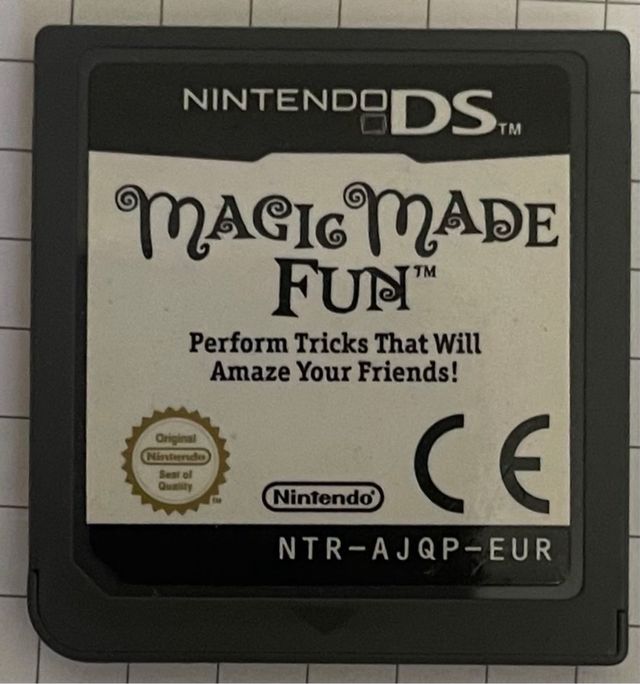 NINTENDO DS™
MAGIC MADE
FUN™
Perform Tricks That Will
Amaze Your Friends!
Original
Nintendo
Seal of
Quality
™
Nintendo®
CE
NTR-AJQP-EUR